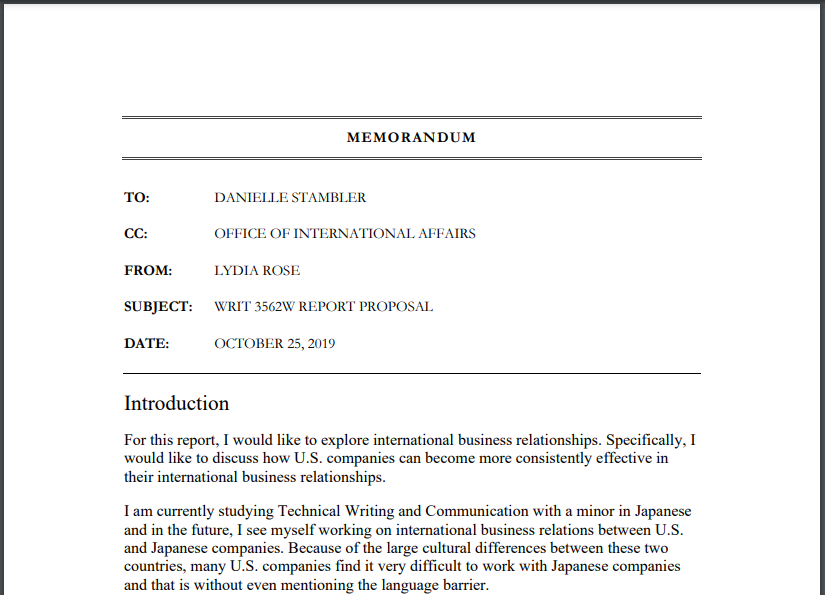 MEMORANDUM
TO: DANIELLE STAMBLER
CC: OFFICE OF INTERNATIONAL AFFAIRS
FROM: LYDIA ROSE
SUBJECT: WRIT 3562W REPORT PROPOSAL
DATE: OCTOBER 25, 2019
Introduction
For this report, I would like to explore international business relationships. Specifically, I
would like to discuss how U.S. companies can become more consistently effective in
their international business relationships.
I am currently studying Technical Writing and Communication with a minor in Japanese
and in the future, I see myself working on international business relations between U.S.
and Japanese companies. Because of the large cultural differences between these two
countries, many U.S. companies find it very difficult to work with Japanese companies
and that is without even mentioning the language barrier.